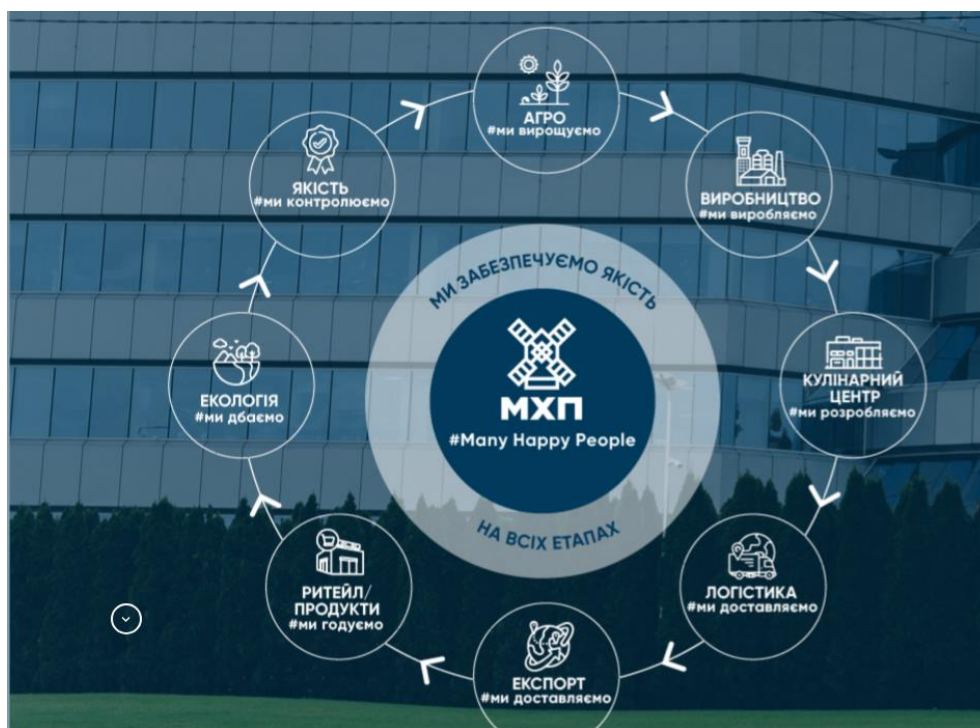 АГРО
#ми вирощуємо
ВИРОБНИЦТВО
#ми виробляємо
КУЛІНАРНИЙ
ЦЕНТР
#ми розробляємо
ЛОГІСТИКА
#ми доставляємо
ЕКСПОРТ
#ми доставляємо
РИТЕЙЛ/
ПРОДУКТИ
#ми годуємо
ЕКОЛОГІЯ
#ми дбаємо
ЯКІСТЬ
#ми контролюємо
МИ ЗАБЕЗПЕЧУЄМО ЯКІСТЬ
МХП
#Many Happy People
НА ВСІХ ЕТАПАХ